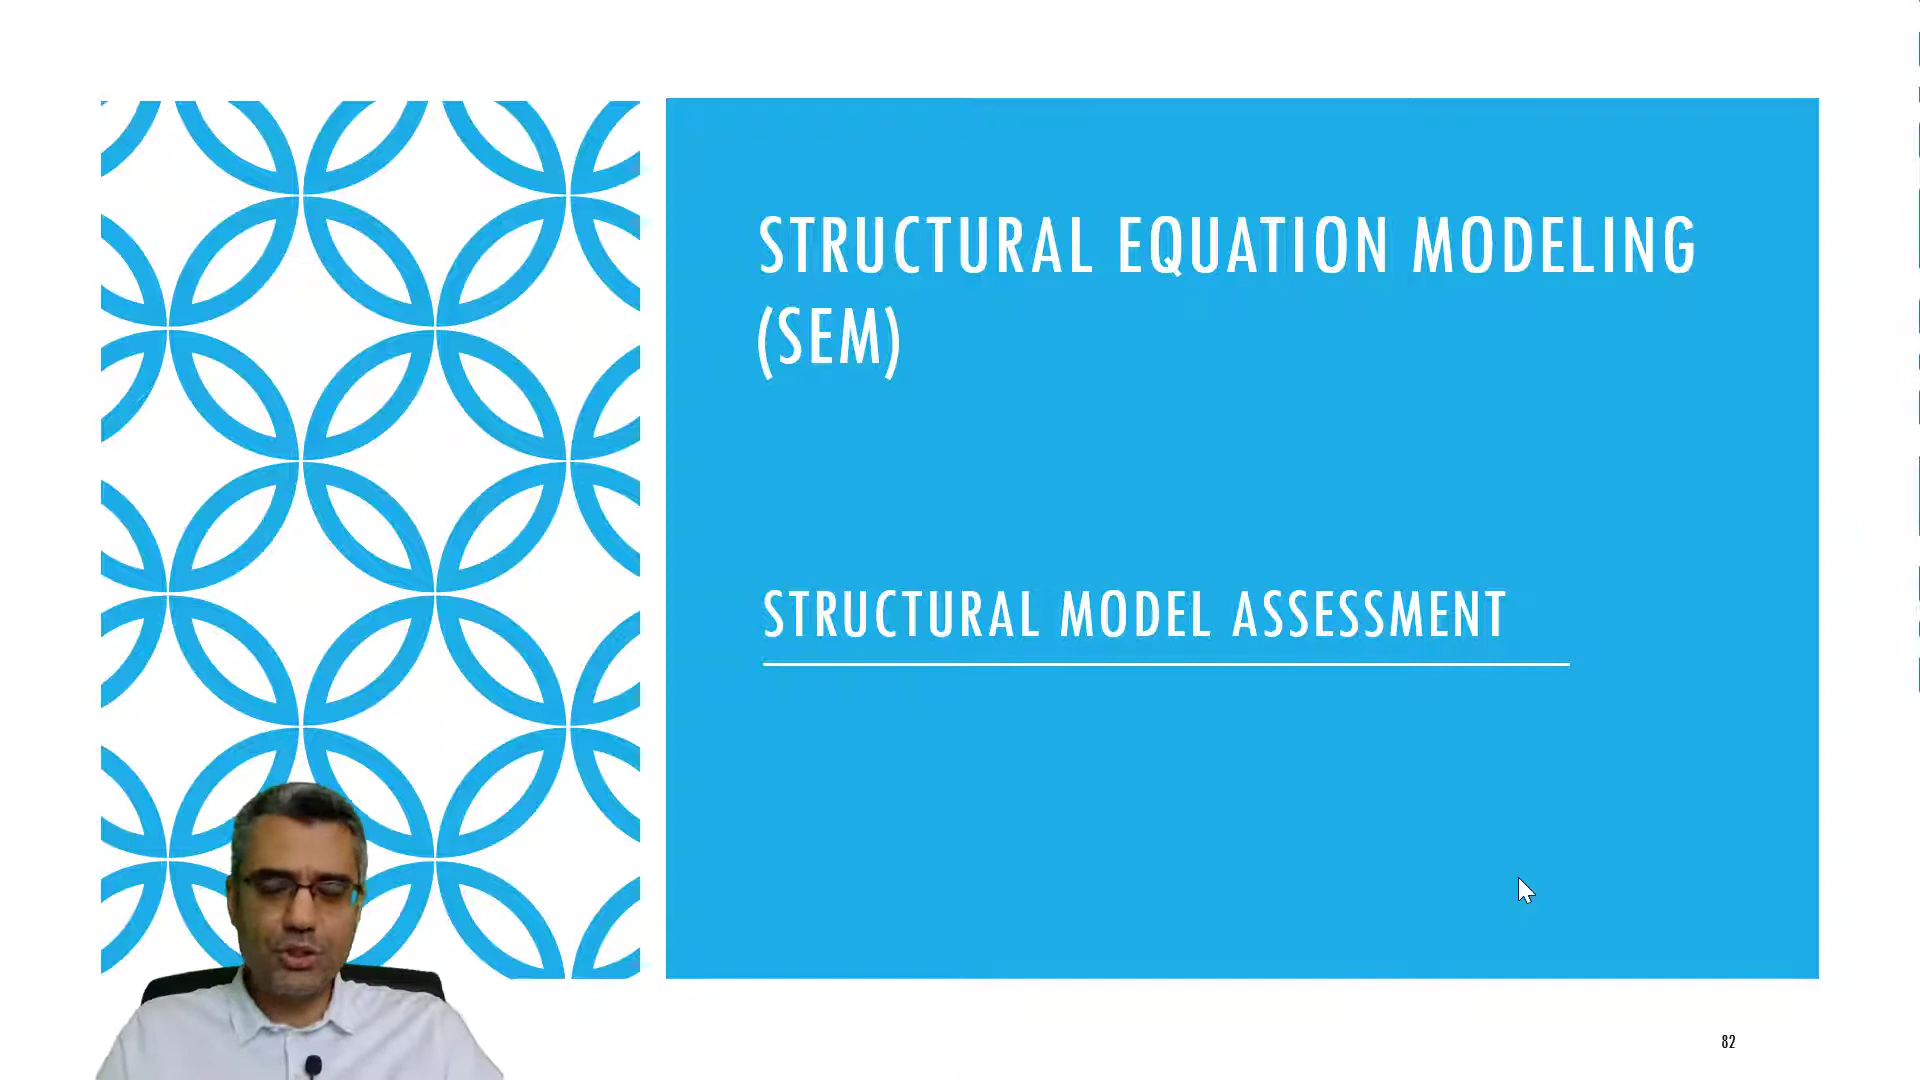 STRUCTURAL EQUATION MODELING
(SEM)
STRUCTURAL MODEL ASSESSMENT
82